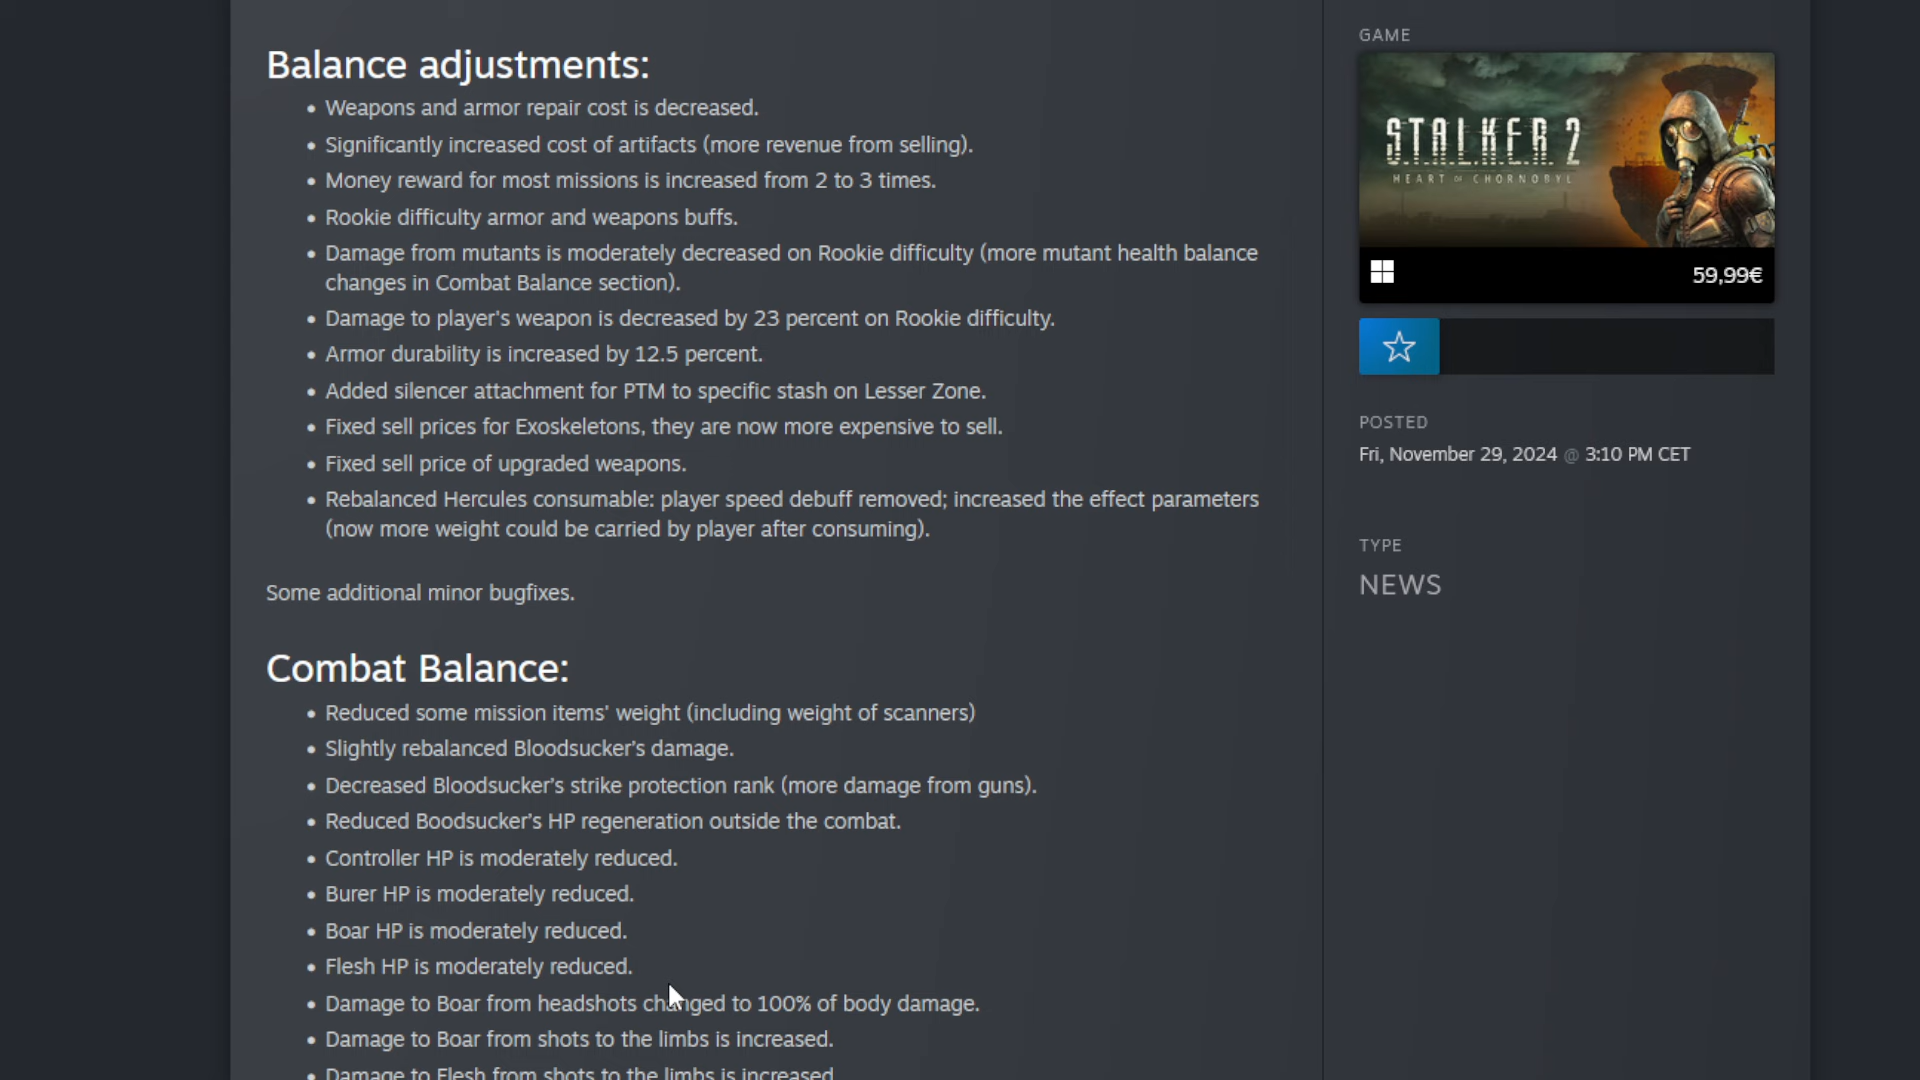 Balance adjustments:
• Weapons and armor repair cost is decreased.
• Significantly increased cost of artifacts (more revenue from selling).
• Money reward for most missions is increased from 2 to 3 times.
• Rookie difficulty armor and weapons buffs.
• Damage from mutants is moderately decreased on Rookie difficulty (more mutant health balance
changes in Combat Balance section).
• Damage to player's weapon is decreased by 23 percent on Rookie difficulty.
• Armor durability is increased by 12.5 percent.
• Added silencer attachment for PTM to specific stash on Lesser Zone.
• Fixed sell prices for Exoskeletons, they are now more expensive to sell.
• Fixed sell price of upgraded weapons.
• Rebalanced Hercules consumable: player speed debuff removed; increased the effect parameters
(now more weight could be carried by player after consuming).
Some additional minor bugfixes.
Combat Balance:
• Reduced some mission items' weight (including weight of scanners)
• Slightly rebalanced Bloodsucker’s damage.
• Decreased Bloodsucker’s strike protection rank (more damage from guns).
• Reduced Boodsucker’s HP regeneration outside the combat.
• Controller HP is moderately reduced.
• Burer HP is moderately reduced.
• Boar HP is moderately reduced.
• Flesh HP is moderately reduced.
• Damage to Boar from headshots changed to 100% of body damage.
• Damage to Boar from shots to the limbs is increased.
• Damage to Flesh from shots to the limbs is increased
GAME
S.T.A.L.K.E.R. 2
HEART OF CHORNOBYL
59,99€
POSTED
Fri, November 29, 2024 @ 3:10 PM CET
TYPE
NEWS